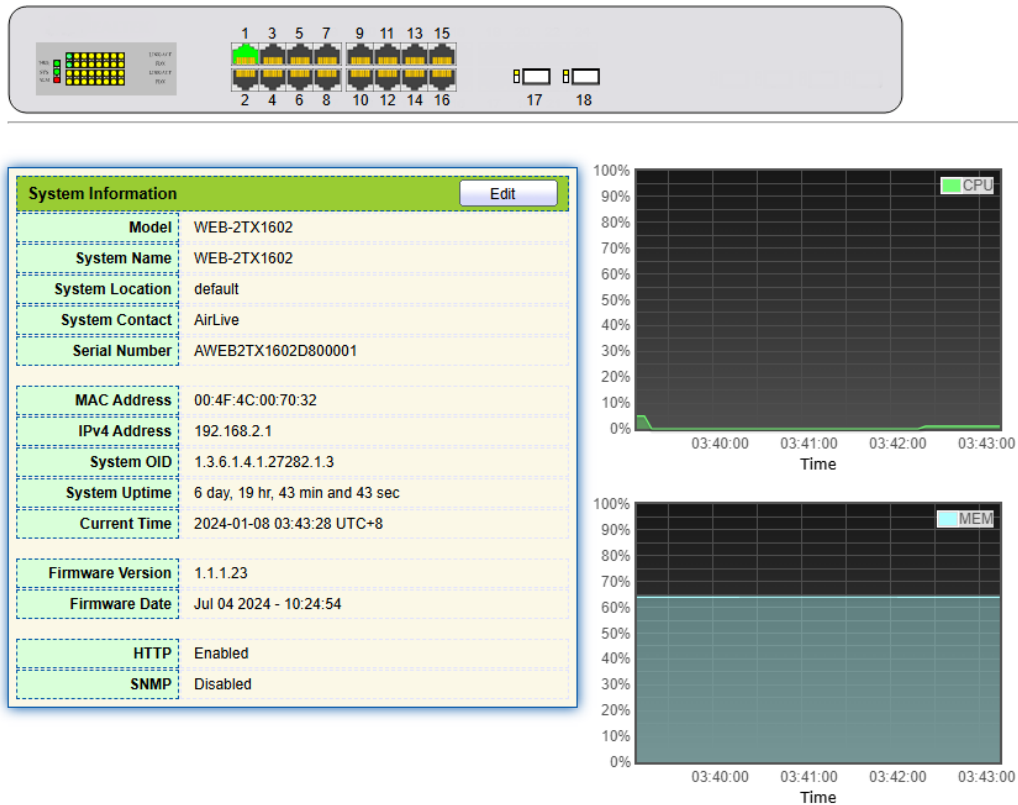 1 3 5 7 9 11 13 15
2 4 6 8 10 12 14 16 17 18
System Information Edit
Model WEB-2TX1602
System Name WEB-2TX1602
System Location default
System Contact AirLive
Serial Number AWEB2TX1602D800001
MAC Address 00:4F:4C:00:70:32
IPv4 Address 192.168.2.1
System OID 1.3.6.1.4.1.27282.1.3
System Uptime 6 day, 19 hr, 43 min and 43 sec
Current Time 2024-01-08 03:43:28 UTC+8
Firmware Version 1.1.1.23
Firmware Date Jul 04 2024 - 10:24:54
HTTP Enabled
SNMP Disabled
100%
CPU
90%
80%
70%
60%
50%
40%
30%
20%
10%
0%
03:40:00 03:41:00 03:42:00 03:43:00
Time
100%
MEM
90%
80%
70%
60%
50%
40%
30%
20%
10%
0%
03:40:00 03:41:00 03:42:00 03:43:00
Time